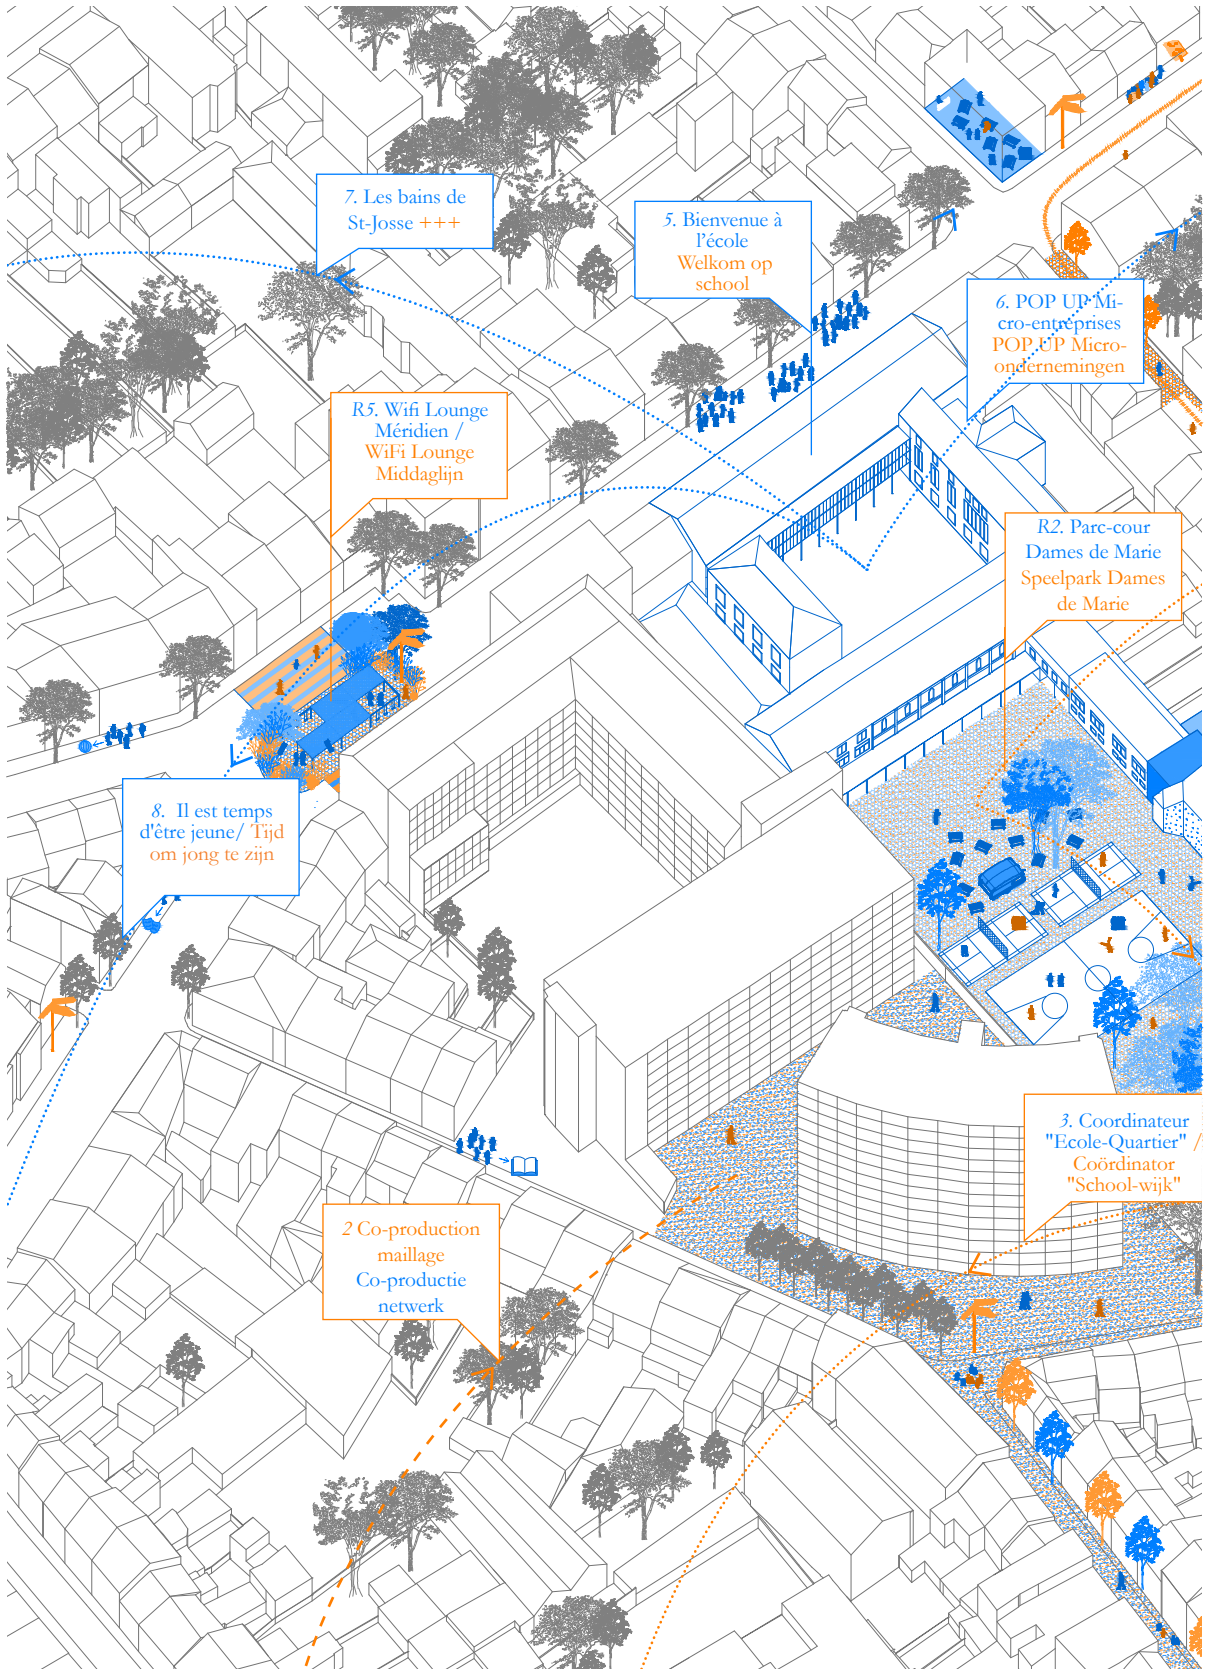 7. Les bains de
St-Josse +++
5. Bienvenue à
l'école
Welkom op
school
6. POP UP Mi-
cro-entreprises
POP UP Micro-
ondernemingen
R5. Wifi Lounge
Méridien /
WiFi Lounge
Middaglijn
R2. Parc-cour
Dames de Marie
Speelpark Dames
de Marie
8. Il est temps
d'être jeune/ Tijd
om jong te zijn
3. Coordinateur
"Ecole-Quartier" /
Coördinator
"School-wijk"
2 Co-production
maillage
Co-productie
netwerk